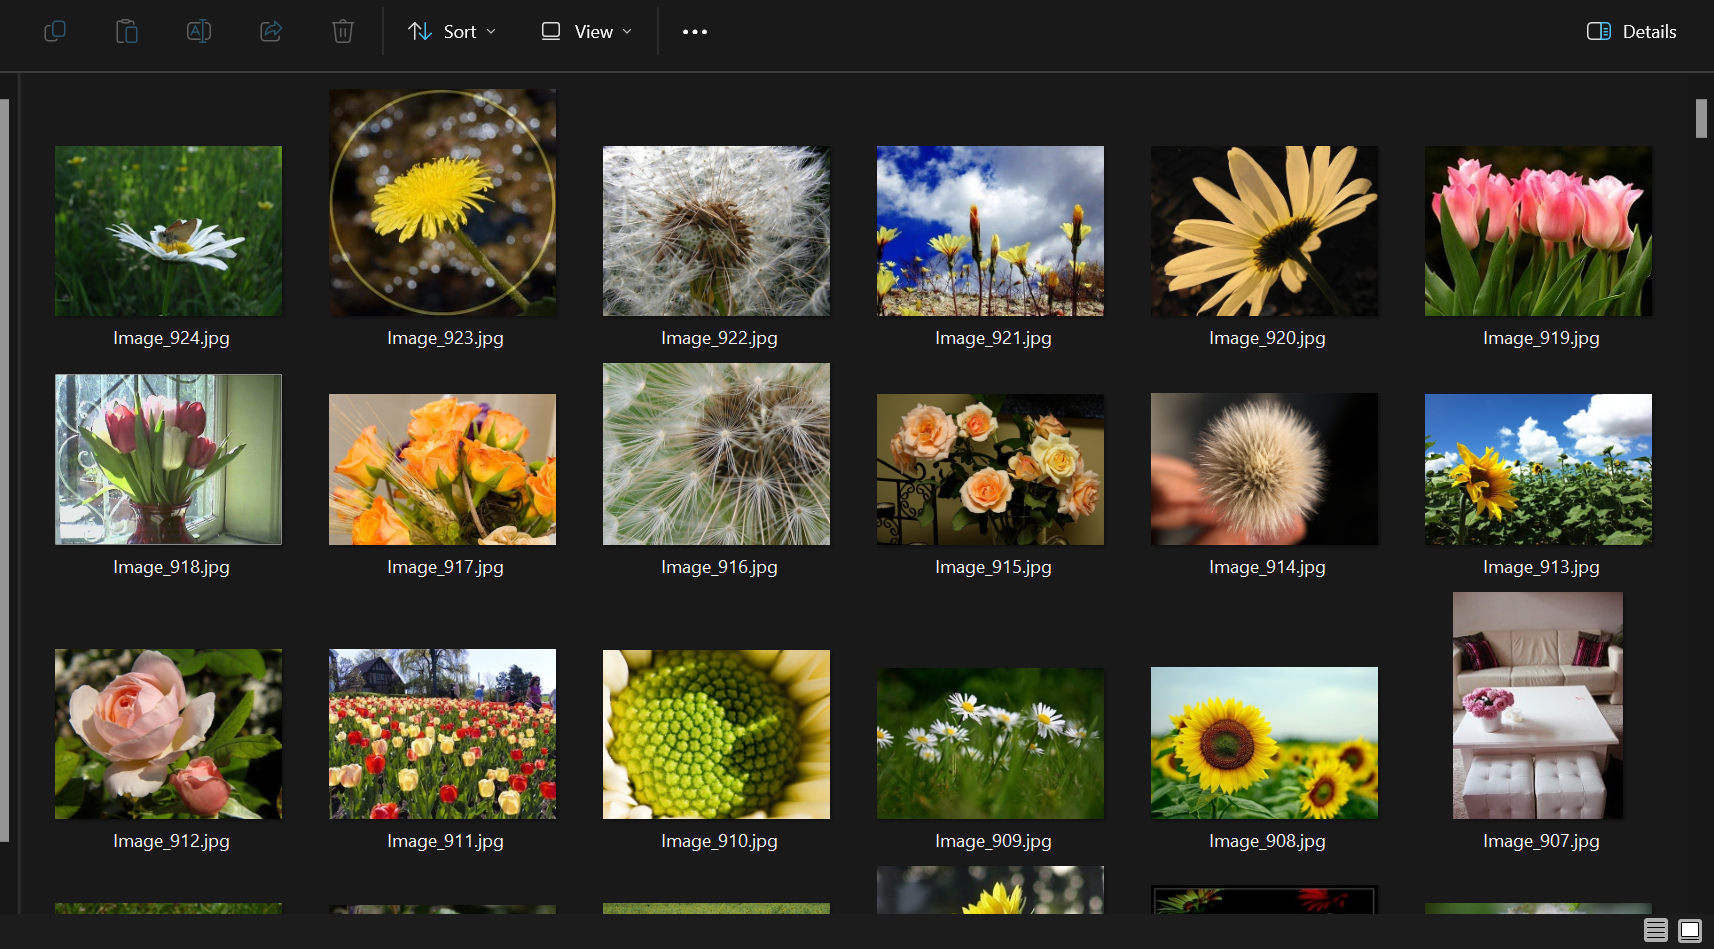 Sort View Details
Image_924.jpg Image_923.jpg Image_922.jpg Image_921.jpg Image_920.jpg Image_919.jpg
Image_918.jpg Image_917.jpg Image_916.jpg Image_915.jpg Image_914.jpg Image_913.jpg
Image_912.jpg Image_911.jpg Image_910.jpg Image_909.jpg Image_908.jpg Image_907.jpg